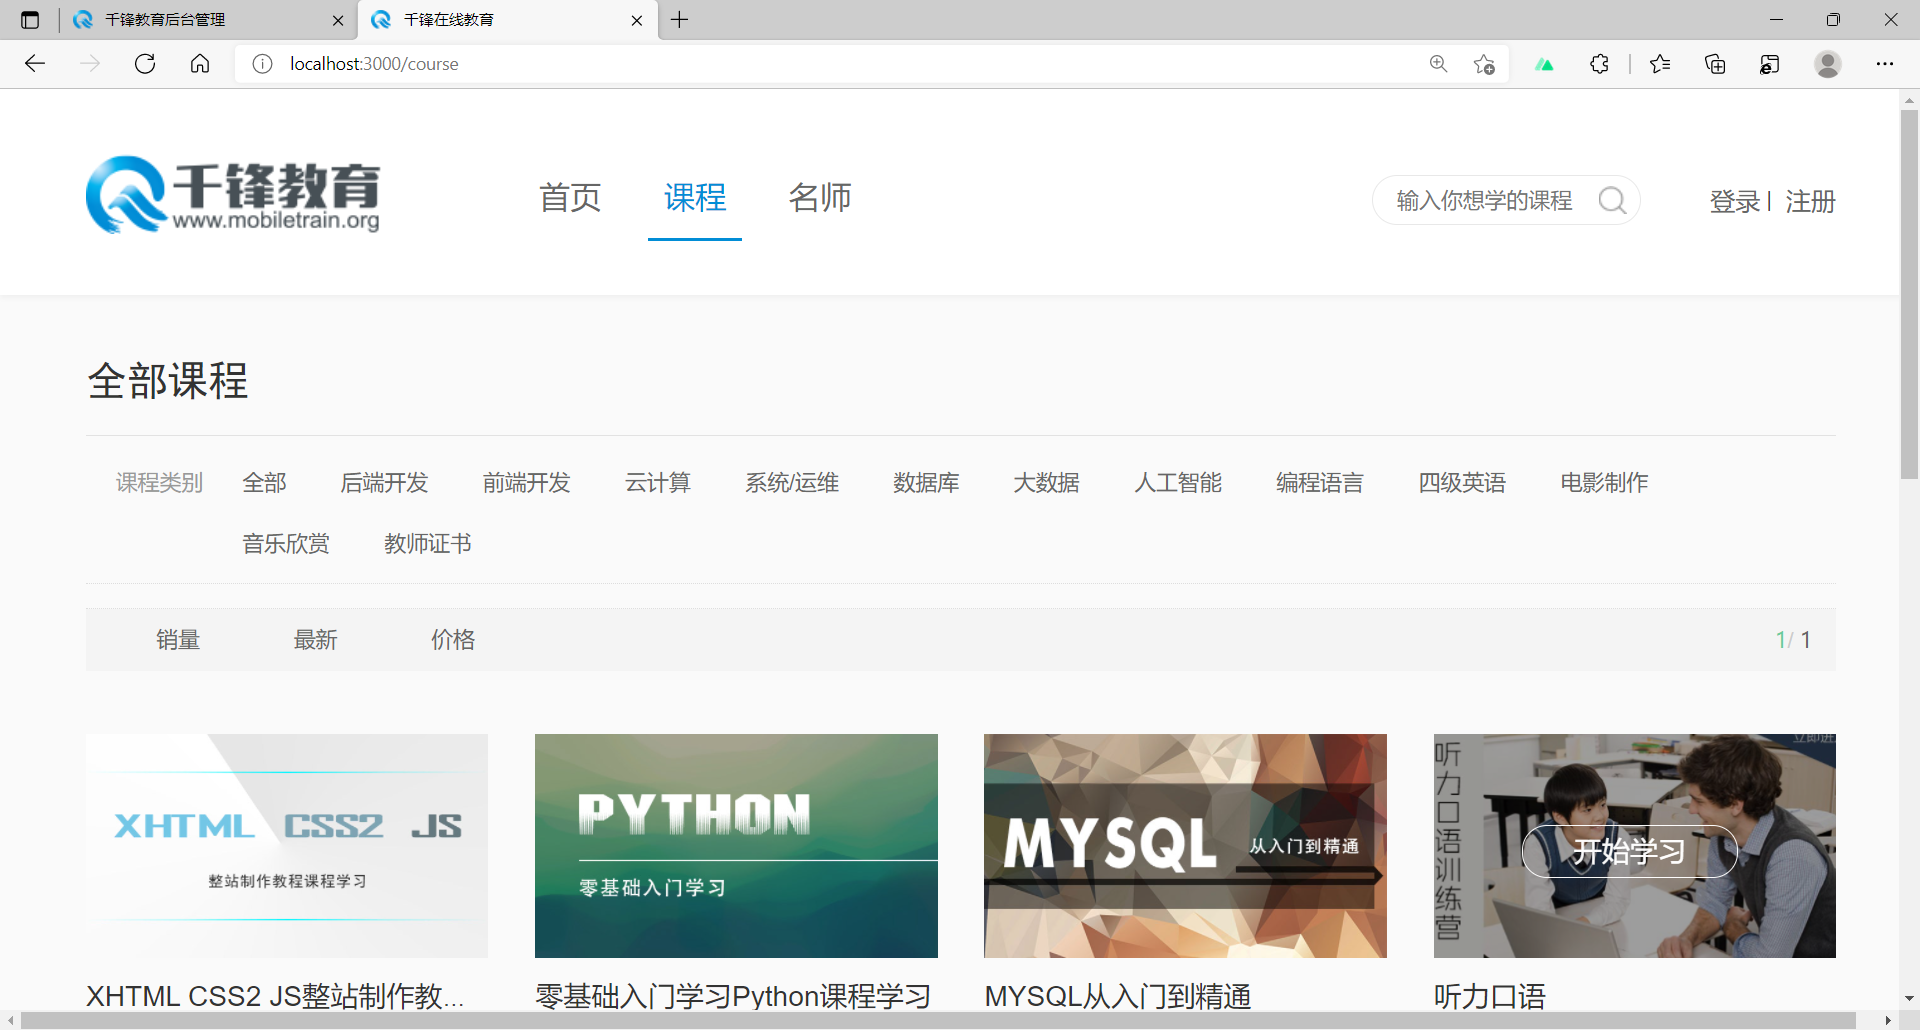 千锋教育后台管理
千锋在线教育
localhost:3000/course
千锋教育
www.mobiletrain.org
首页
课程
名师
输入你想学的课程
登录 | 注册
全部课程
课程类别 全部 后端开发 前端开发 云计算 系统/运维 数据库 大数据 人工智能 编程语言 四级英语 电影制作
音乐欣赏 教师证书
销量 最新 价格 1/ 1
XHTML CSS2 JS
整站制作教程课程学习
PYTHON
零基础入门学习
MYSQL 从入门到精通
听力口语训练营
开始学习
XHTML CSS2 JS整站制作教...
零基础入门学习Python课程学习
MYSQL从入门到精通
听力口语